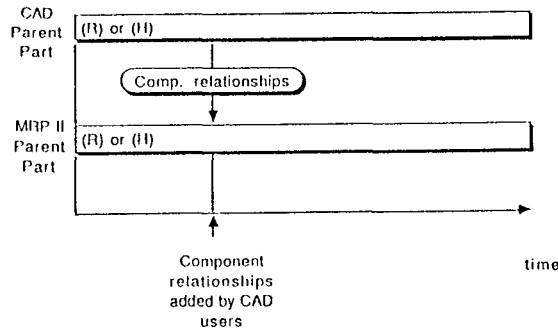 CAD
Parent
Part
(R) or (H)
Comp. relationships
MRP II
Parent
Part
(R) or (H)
Component
relationships
added by CAD
users
time